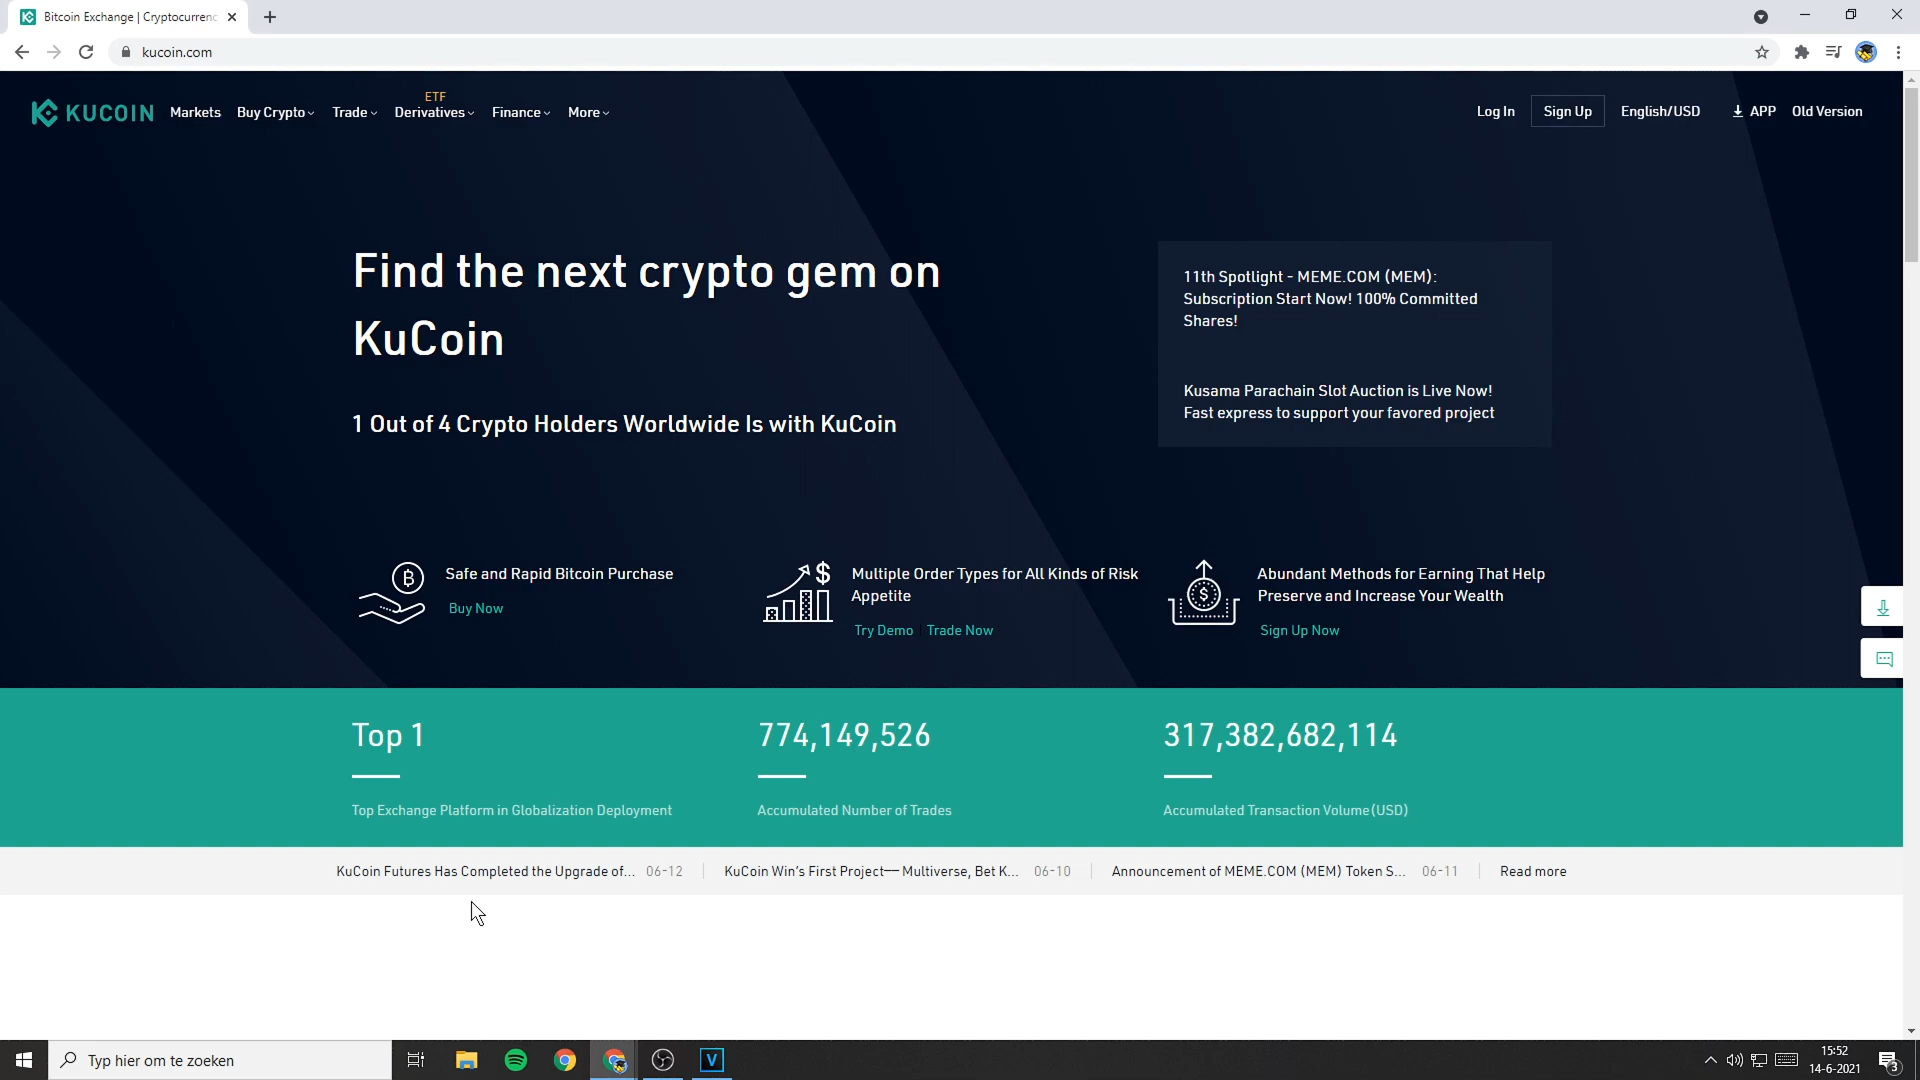 Bitcoin Exchange | Cryptocurrenc
kucoin.com
KUCOIN Markets Buy Crypto Trade ETF Derivatives Finance More Log In Sign Up English/USD APP Old Version
Find the next crypto gem on
KuCoin
1 Out of 4 Crypto Holders Worldwide Is with KuCoin
11th Spotlight - MEME.COM (MEM):
Subscription Start Now! 100% Committed
Shares!
Kusama Parachain Slot Auction is Live Now!
Fast express to support your favored project
Safe and Rapid Bitcoin Purchase
Buy Now
Multiple Order Types for All Kinds of Risk
Appetite
Try Demo Trade Now
Abundant Methods for Earning That Help
Preserve and Increase Your Wealth
Sign Up Now
Top 1
Top Exchange Platform in Globalization Deployment
774,149,526
Accumulated Number of Trades
317,382,682,114
Accumulated Transaction Volume(USD)
KuCoin Futures Has Completed the Upgrade of... 06-12 KuCoin Win's First Project—— Multiverse, Bet K... 06-10 Announcement of MEME.COM (MEM) Token S... 06-11 Read more
Typ hier om te zoeken
V
15:52
14-6-2021
3